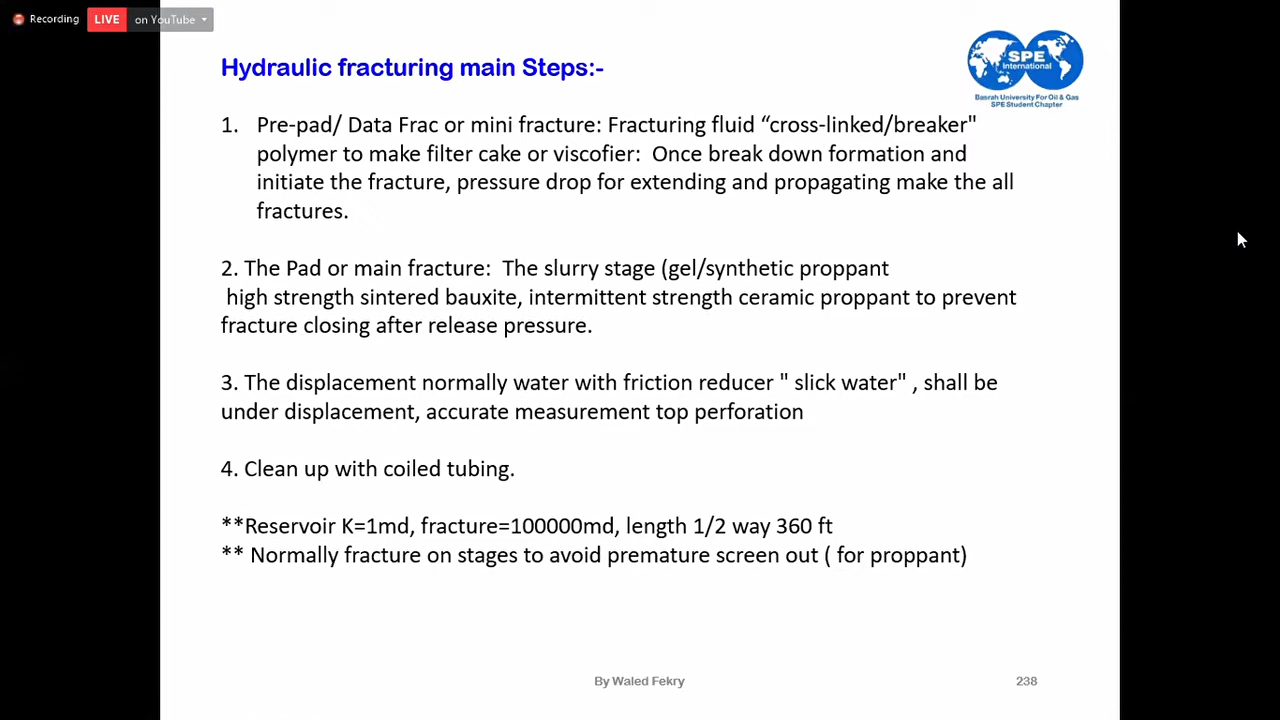 Recording
LIVE
on YouTube
Hydraulic fracturing main Steps:-
SPE
International
Basrah University For Oil & Gas
SPE Student Chapter
1. Pre-pad/ Data Frac or mini fracture: Fracturing fluid “cross-linked/breaker"
polymer to make filter cake or viscofier: Once break down formation and
initiate the fracture, pressure drop for extending and propagating make the all
fractures.
2. The Pad or main fracture: The slurry stage (gel/synthetic proppant
high strength sintered bauxite, intermittent strength ceramic proppant to prevent
fracture closing after release pressure.
3. The displacement normally water with friction reducer " slick water" , shall be
under displacement, accurate measurement top perforation
4. Clean up with coiled tubing.
**Reservoir K=1md, fracture=100000md, length 1/2 way 360 ft
** Normally fracture on stages to avoid premature screen out ( for proppant)
By Waled Fekry
238